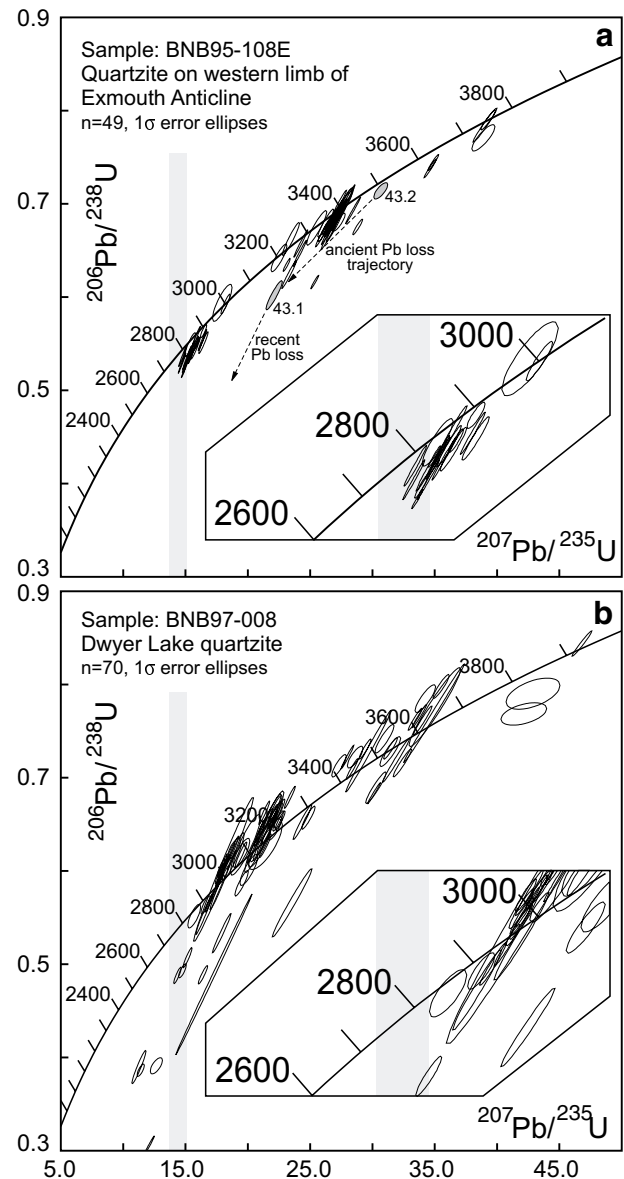 0.9
a
Sample: BNB95-108E
Quartzite on western limb of
Exmouth Anticline
n=49, 1σ error ellipses
206Pb/238U
3800
3600
43.2
0.7
3400
ancient Pb loss
trajectory
3200
3000
43.1
recent
Pb loss
2800
2600
0.5
2400
3000
2800
2600
207Pb/235U
0.3
0.9
b
Sample: BNB97-008
Dwyer Lake quartzite
n=70, 1σ error ellipses
206Pb/238U
3800
3600
0.7
3400
3200
3000
2800
2600
0.5
2400
3000
2800
2600
207Pb/235U
0.3
5.0 15.0 25.0 35.0 45.0